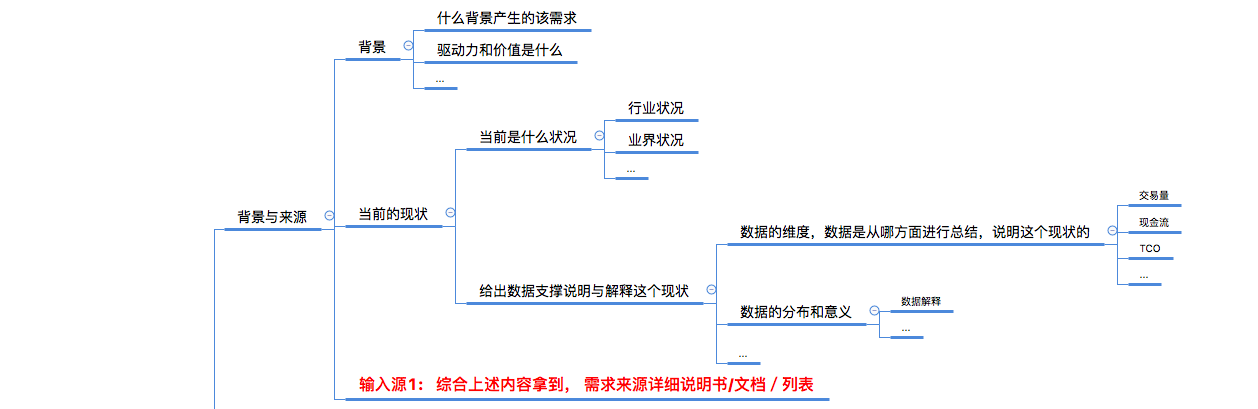 什么背景产生的该需求
背景
驱动力和价值是什么
...
行业状况
当前是什么状况
业界状况
...
背景与来源
当前的现状
交易量
数据的维度，数据是从哪方面进行总结，说明这个现状的
现金流
TCO
...
给出数据支撑说明与解释这个现状
数据的分布和意义
数据解释
...
...
输入源1： 综合上述内容拿到， 需求来源详细说明书/文档 / 列表